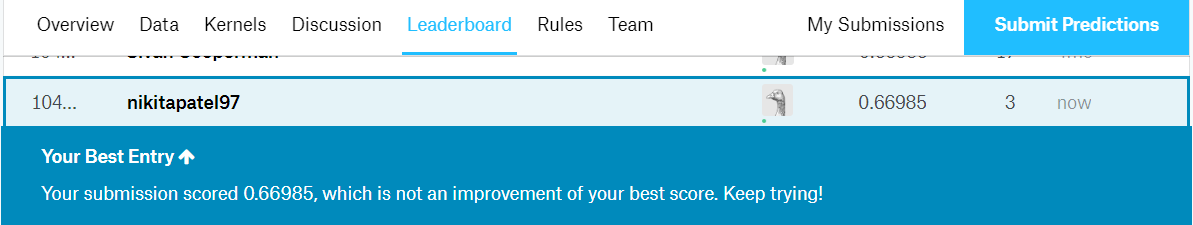 Overview Data Kernels Discussion Leaderboard Rules Team My Submissions Submit Predictions
104... nikitapatel97 0.66985 3 now
Your Best Entry
Your submission scored 0.66985, which is not an improvement of your best score. Keep trying!